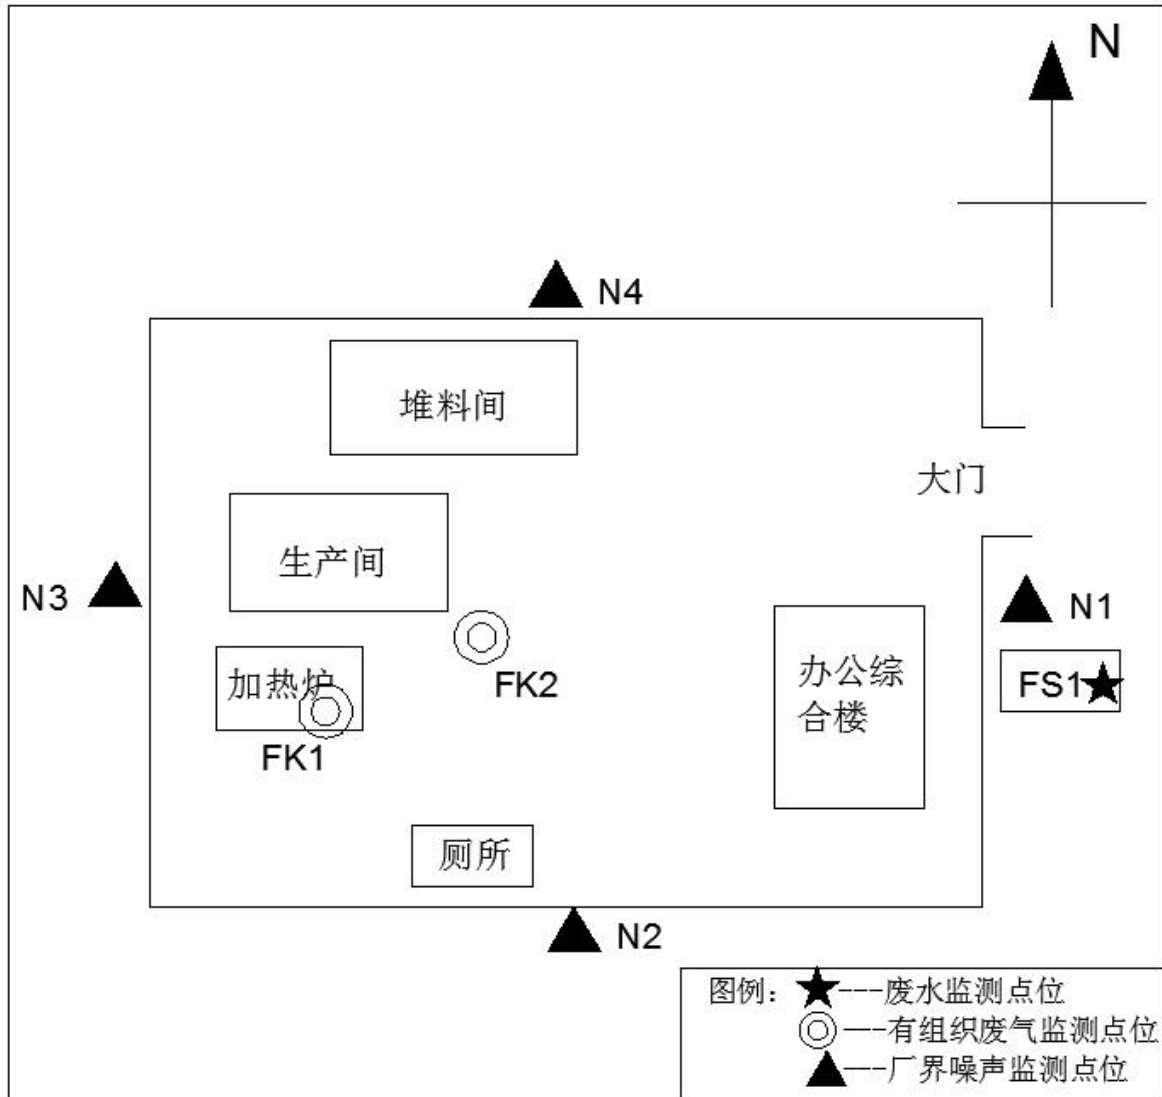 N
N4
堆料间
大门
生产间
N3
N1
加热炉
FK2
办公综
合楼
FS1
FK1
厕所
N2
图例：
---废水监测点位
---有组织废气监测点位
---厂界噪声监测点位